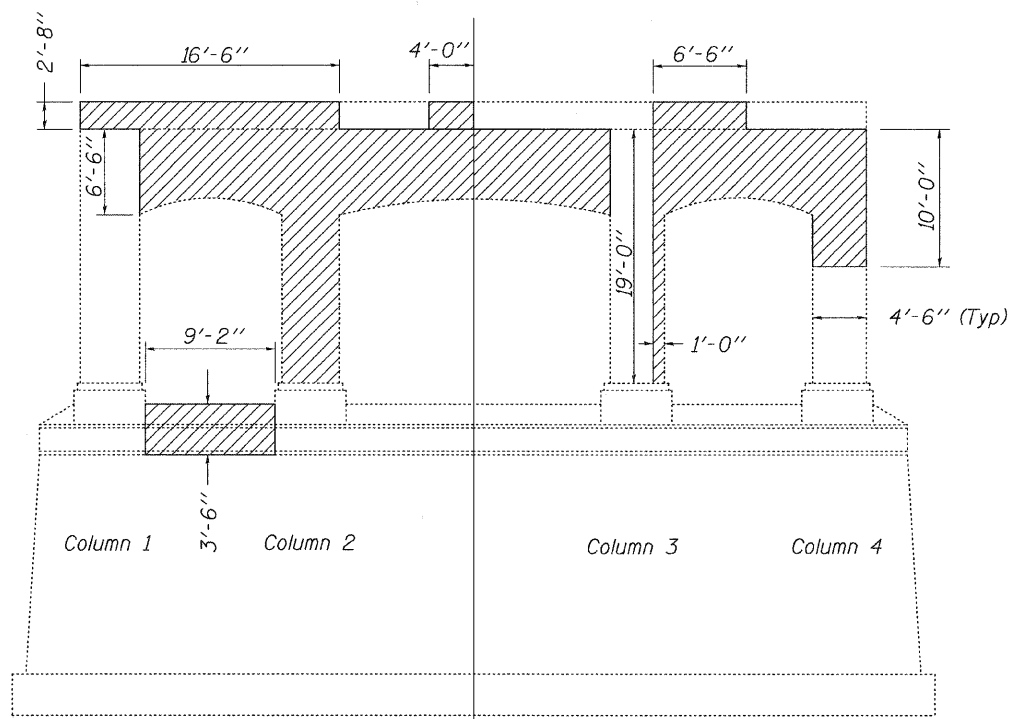 2'-8"
16'-6"
4'-0"
6'-6"
6'-6"
10'-0"
19'-0"
4'-6" (Typ)
9'-2"
1'-0"
3'-6"
Column 1
Column 2
Column 3
Column 4